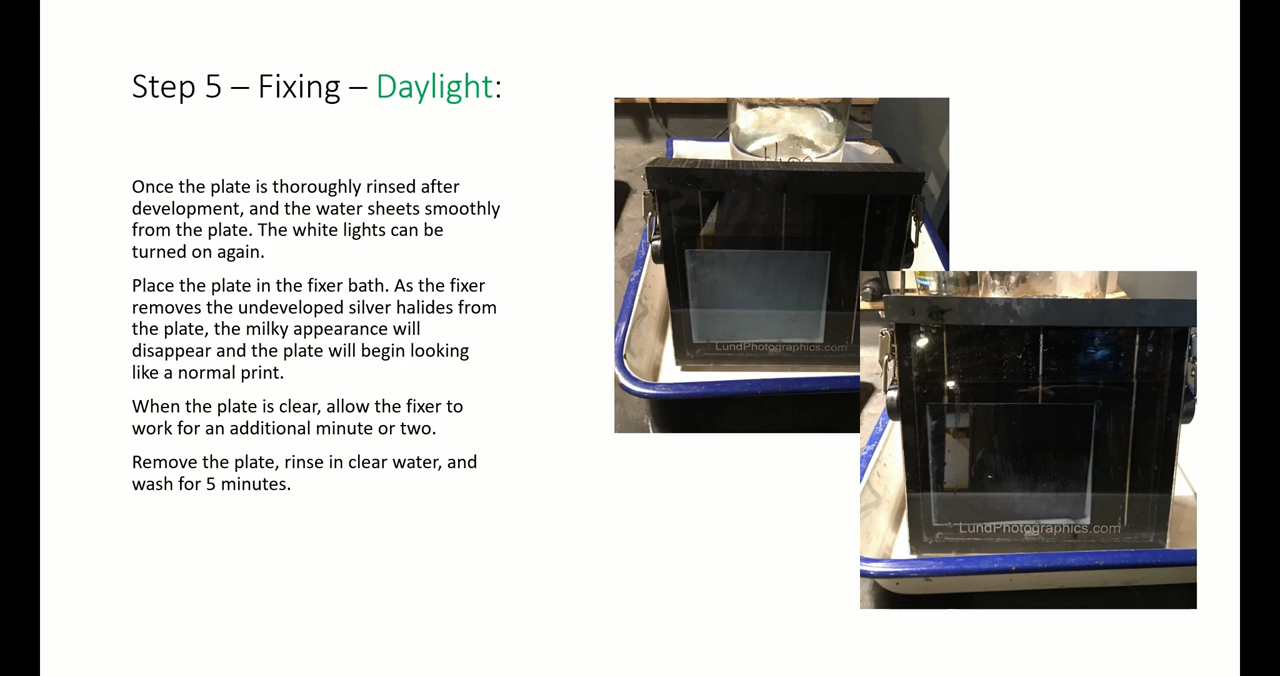 Step 5 – Fixing – Daylight:
Once the plate is thoroughly rinsed after
development, and the water sheets smoothly
from the plate. The white lights can be
turned on again.
Place the plate in the fixer bath. As the fixer
removes the undeveloped silver halides from
the plate, the milky appearance will
disappear and the plate will begin looking
like a normal print.
When the plate is clear, allow the fixer to
work for an additional minute or two.
Remove the plate, rinse in clear water, and
wash for 5 minutes.
LundPhotographics.com
LundPhotographics.com